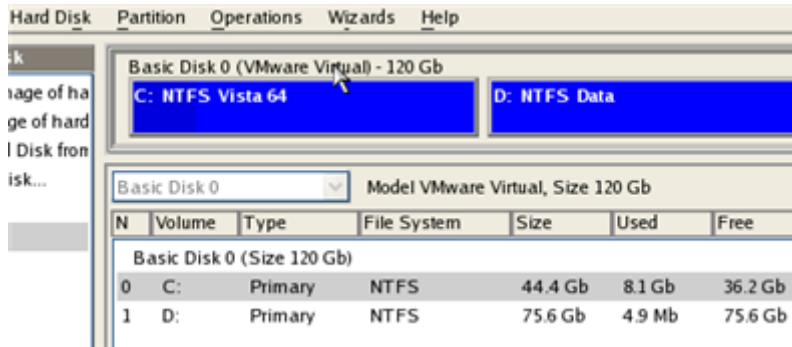 Hard Disk Partition Operations Wizards Help
Basic Disk 0 (VMware Virtual) - 120 Gb
C: NTFS Vista 64 D: NTFS Data
of ha
of hard
Disk from
Basic Disk 0 Model VMware Virtual, Size 120 Gb
N Volume Type File System Size Used Free
Basic Disk 0 (Size 120 Gb)
0 C: Primary NTFS 44.4 Gb 8.1 Gb 36.2 Gb
1 D: Primary NTFS 75.6 Gb 4.9 Mb 75.6 Gb